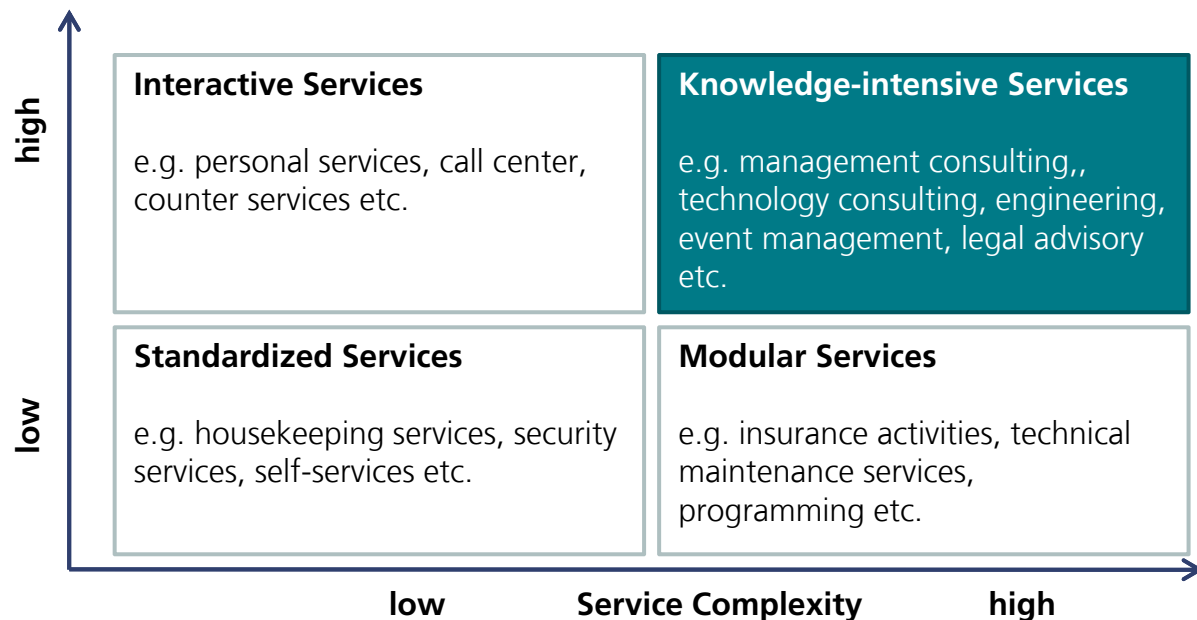 high
Interactive Services
e.g. personal services, call center,
counter services etc.
Knowledge-intensive Services
e.g. management consulting,,
technology consulting, engineering,
event management, legal advisory
etc.
low
Standardized Services
e.g. housekeeping services, security
services, self-services etc.
Modular Services
e.g. insurance activities, technical
maintenance services,
programming etc.
low Service Complexity high